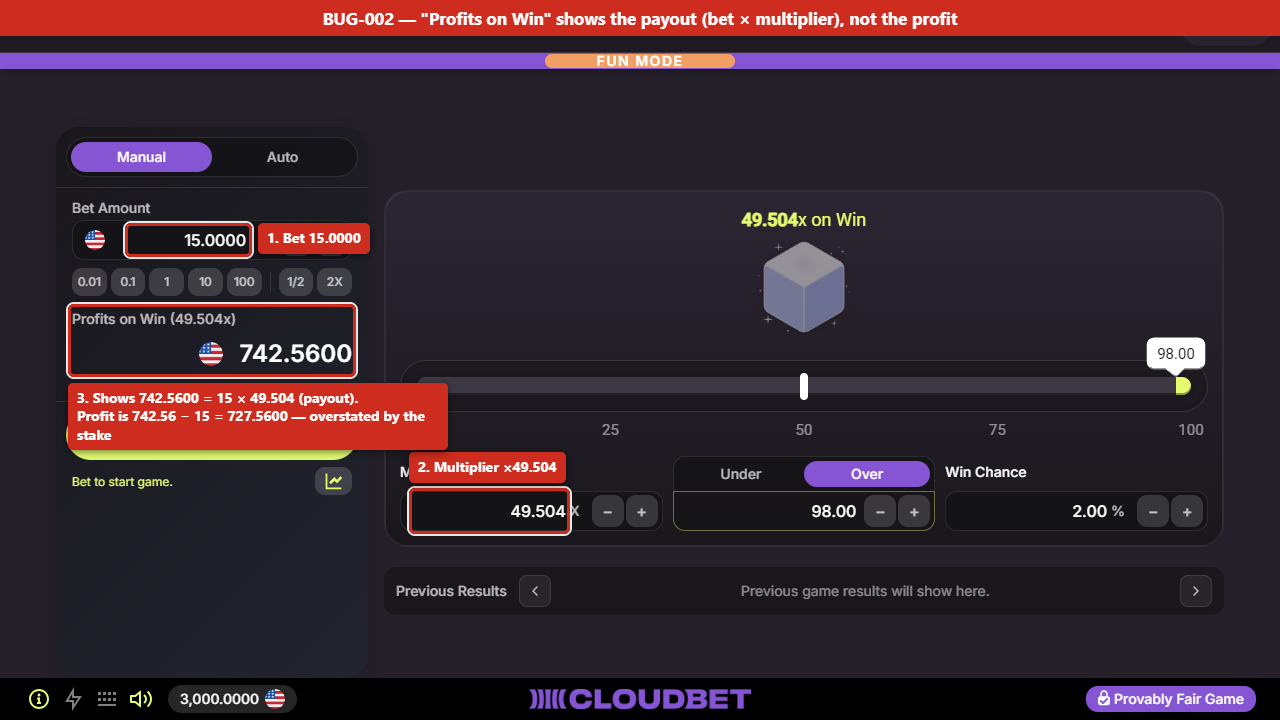 BUG-002 — "Profits on Win" shows the payout (bet × multiplier), not the profit
FUN MODE
Manual
Auto
Bet Amount
15.0000
1. Bet 15.0000
0.01
0.1
1
10
100
1/2
2X
Profits on Win (49.504x)
742.5600
3. Shows 742.5600 = 15 × 49.504 (payout).
Profit is 742.56 − 15 = 727.5600 — overstated by the
stake
Bet to start game.
49.504x on Win
98.00
25
50
75
100
2. Multiplier ×49.504
49.504 X
Under
Over
98.00
Win Chance
2.00 %
Previous Results
Previous game results will show here.
3,000.0000
CLOUDBET
Provably Fair Game